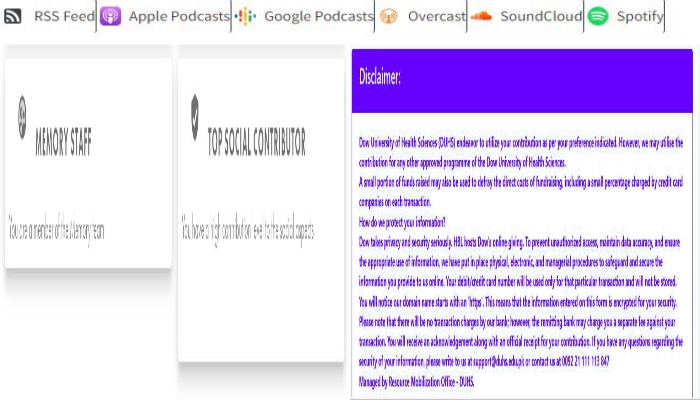 RSS Feed Apple Podcasts Google Podcasts Overcast SoundCloud Spotify
MEMORY STAFF
You are a member of the Memory team
TOP SOCIAL CONTRIBUTOR
You have a high contribution level to the social aspects
Disclaimer:
Dow University of Health Sciences (DUHS) endeavor to utilize your contribution as per your preference indicated. However, we may utilise the
contribution for any other approved programme of the Dow University of Health Sciences.
A small portion of funds raised may also be used to defray the direct costs of fundraising, including a small percentage charged by credit card
companies on each transaction.
How do we protect your information?
Dow takes privacy and security seriously. HBL hosts Dow's online giving. To prevent unauthorized access, maintain data accuracy, and ensure
the appropriate use of information, we have put in place physical, electronic, and managerial procedures to safeguard and secure the
information you provide to us online. Your debit/credit card number will be used only for that particular transaction and will not be stored.
You will notice our domain name starts with an 'https'. This means that the information entered on this form is encrypted for your security.
Please note that there will be no transaction charges by our bank; however, the remitting bank may charge you a separate fee against your
transaction. You will receive an acknowledgement along with an official receipt for your contribution. If you have any questions regarding the
security of your information, please write to us at support@duhs.edu.pk or contact us at 0092 21 111 113 847
Managed by Resource Mobilization Office - DUHS.